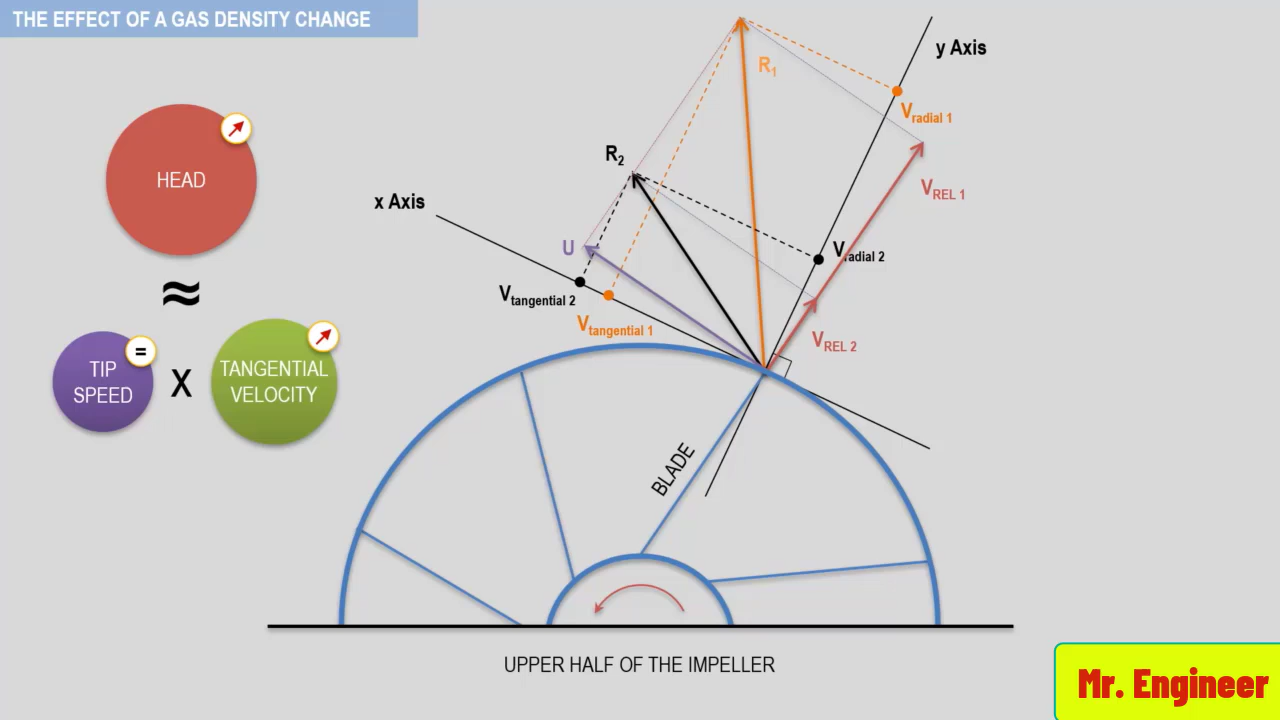 THE EFFECT OF A GAS DENSITY CHANGE
y Axis
R1
Vradial 1
HEAD
R2
VREL 1
x Axis
U
Vradial 2
≈
Vtangential 2
Vtangential 1
VREL 2
=
TIP
SPEED
X
TANGENTIAL
VELOCITY
BLADE
UPPER HALF OF THE IMPELLER
Mr. Engineer